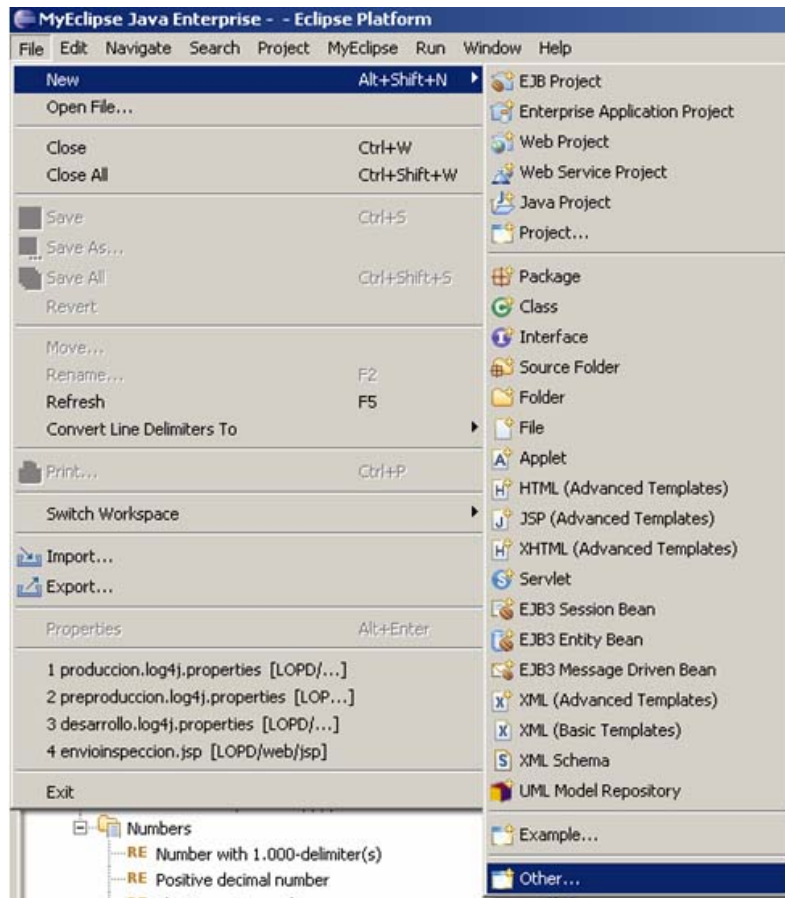 MyEclipse Java Enterprise - - Eclipse Platform
File Edit Navigate Search Project MyEclipse Run Window Help
New Alt+Shift+N
Open File...
Close Ctrl+W
Close All Ctrl+Shift+W
Save Ctrl+S
Save As...
Save All Ctrl+Shift+S
Revert
Move...
Rename... F2
Refresh F5
Convert Line Delimiters To
Print... Ctrl+P
Switch Workspace
Import...
Export...
Properties Alt+Enter
1 produccion.log4j.properties [LOPD/...]
2 preproduccion.log4j.properties [LOP...]
3 desarrollo.log4j.properties [LOPD/...]
4 envioinspeccion.jsp [LOPD/web/jsp]
Exit
EJB Project
Enterprise Application Project
Web Project
Web Service Project
Java Project
Project...
Package
Class
Interface
Source Folder
Folder
File
Applet
HTML (Advanced Templates)
JSP (Advanced Templates)
XHTML (Advanced Templates)
Servlet
EJB3 Session Bean
EJB3 Entity Bean
EJB3 Message Driven Bean
XML (Advanced Templates)
XML (Basic Templates)
XML Schema
UML Model Repository
Example...
Other...
Numbers
RE Number with 1.000-delimiter(s)
RE Positive decimal number